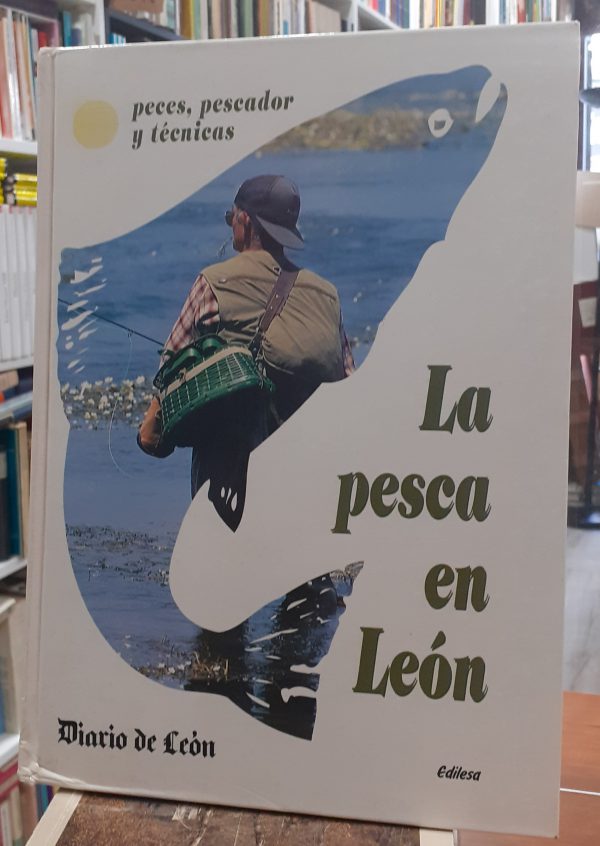 peces, pescador
y técnicas
La
pesca
en
León
Diario de León
Edilesa